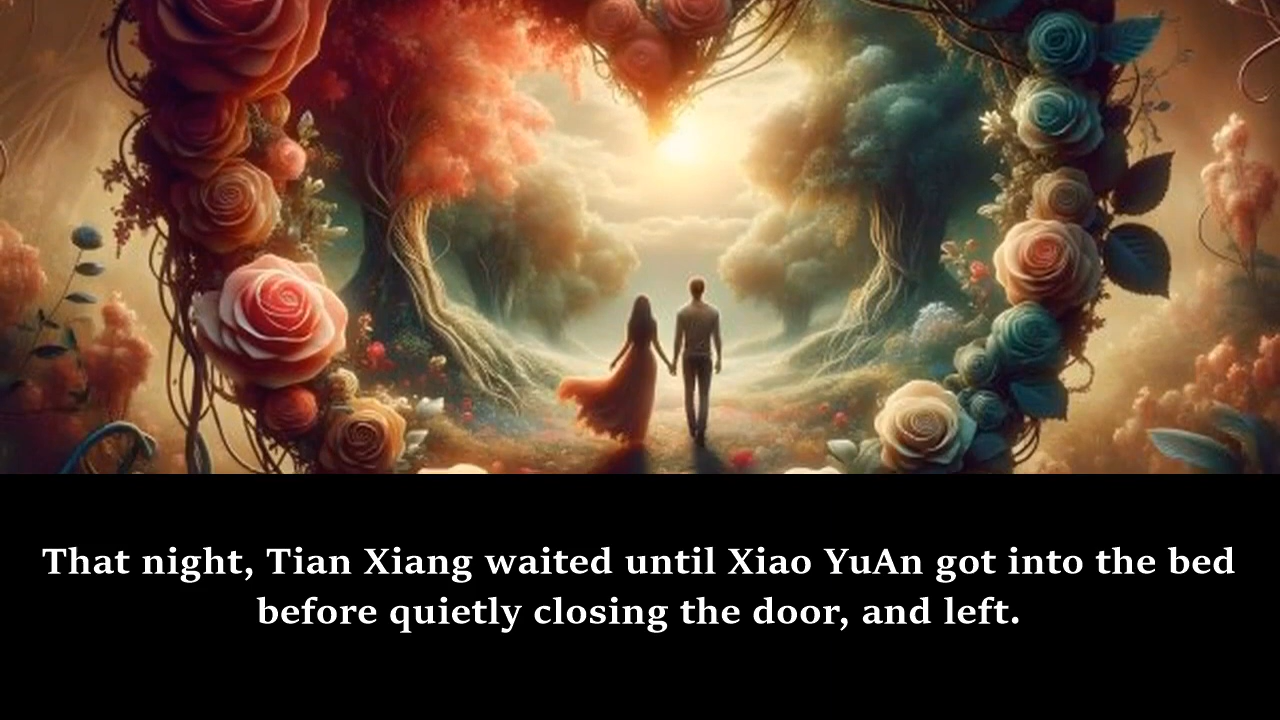 That night, Tian Xiang waited until Xiao YuAn got into the bed
before quietly closing the door, and left.